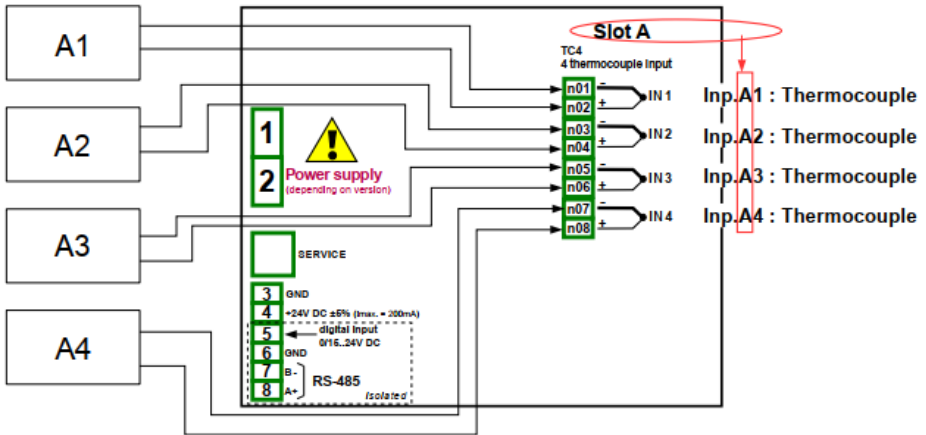 A1
A2
A3
A4
Slot A
TC4
4 thermocouple input
n01 - IN 1
n02 +
n03 - IN 2
n04 +
n05 - IN 3
n06 +
n07 - IN 4
n08 +
Inp.A1 : Thermocouple
Inp.A2 : Thermocouple
Inp.A3 : Thermocouple
Inp.A4 : Thermocouple
1
2
Power supply
(depending on version)
SERVICE
3 GND
4 +24V DC ±5% (Imax. = 200mA)
5 digital input
0/15..24V DC
6 GND
7 B-
8 A+
RS-485
Isolated